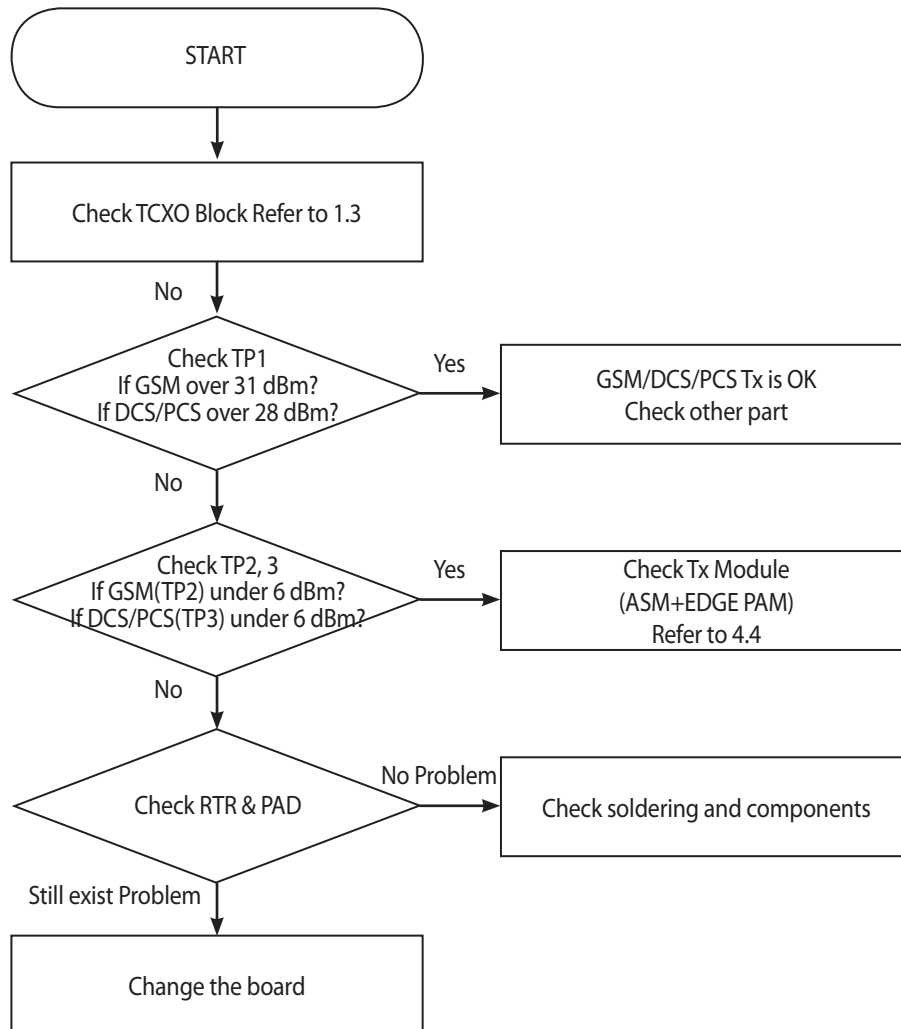 START
Check TCXO Block Refer to 1.3
No
Check TP1
If GSM over 31 dBm?
If DCS/PCS over 28 dBm?
Yes
GSM/DCS/PCS Tx is OK
Check other part
No
Check TP2, 3
If GSM(TP2) under 6 dBm?
If DCS/PCS(TP3) under 6 dBm?
Yes
Check Tx Module
(ASM+EDGE PAM)
Refer to 4.4
No
Check RTR & PAD
No Problem
Check soldering and components
Still exist Problem
Change the board